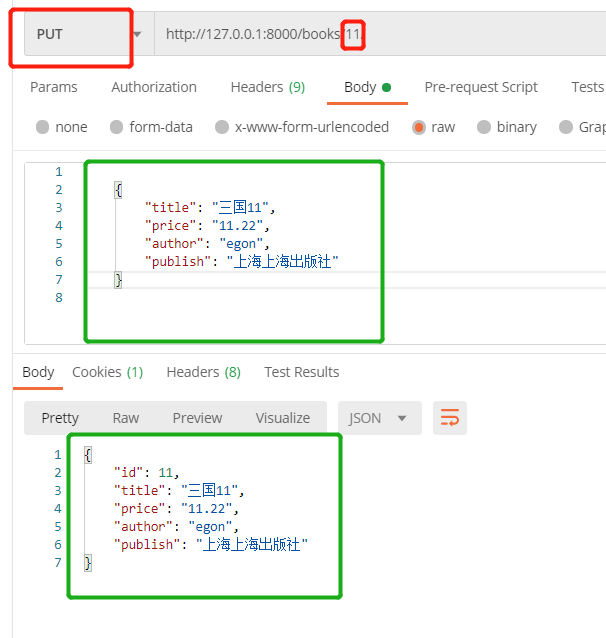 PUT http://127.0.0.1:8000/books/11/
Params Authorization Headers (9) Body Pre-request Script Tests
none form-data x-www-form-urlencoded raw binary Grap
1
2 {
3 "title": "三国11",
4 "price": "11.22",
5 "author": "egon",
6 "publish": "上海上海出版社"
7 }
8
Body Cookies (1) Headers (8) Test Results
Pretty Raw Preview Visualize JSON
1 {
2 "id": 11,
3 "title": "三国11",
4 "price": "11.22",
5 "author": "egon",
6 "publish": "上海上海出版社"
7 }